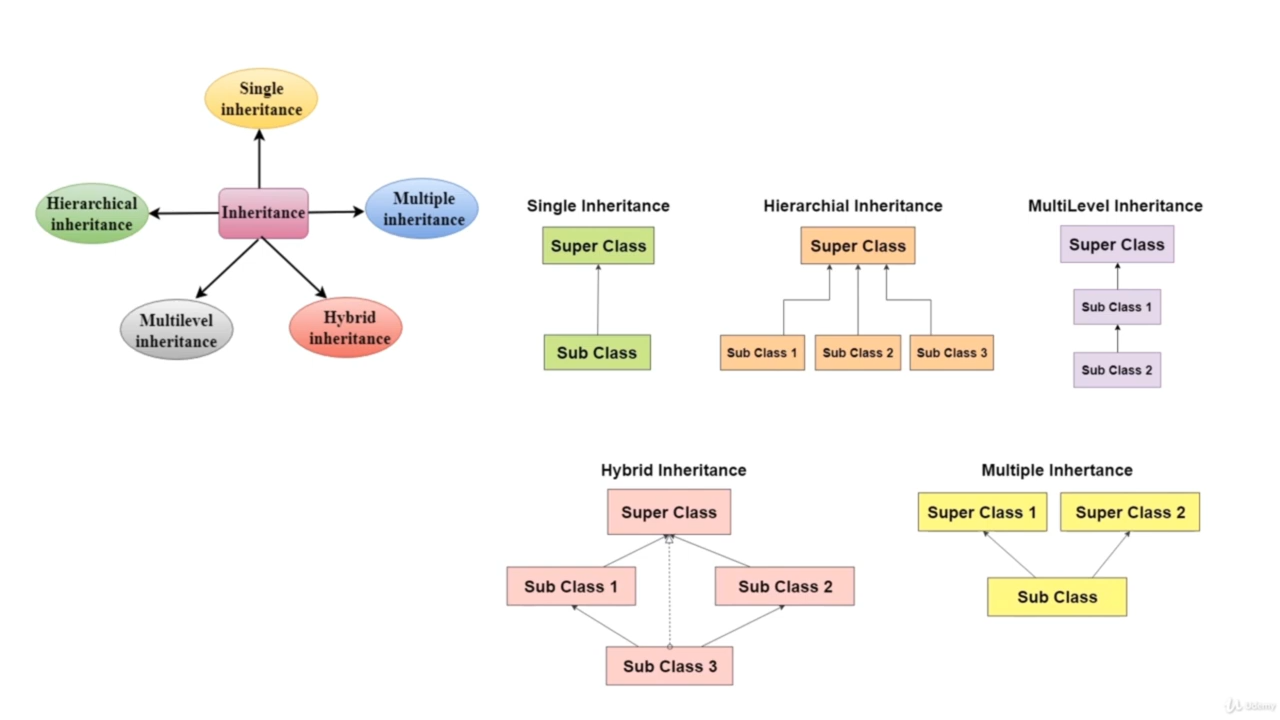 Single
inheritance
Hierarchical
inheritance
Inheritance
Multiple
inheritance
Multilevel
inheritance
Hybrid
inheritance
Single Inheritance
Super Class
Sub Class
Hierarchial Inheritance
Super Class
Sub Class 1
Sub Class 2
Sub Class 3
MultiLevel Inheritance
Super Class
Sub Class 1
Sub Class 2
Hybrid Inheritance
Super Class
Sub Class 1
Sub Class 2
Sub Class 3
Multiple Inhertance
Super Class 1
Super Class 2
Sub Class
Udemy